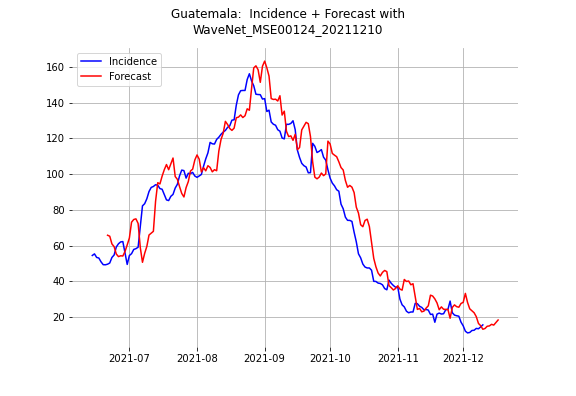 Guatemala:  Incidence + Forecast with
WaveNet_MSE00124_20211210
Incidence
Forecast
160
140
120
100
80
60
40
20
2021-07 2021-08 2021-09 2021-10 2021-11 2021-12